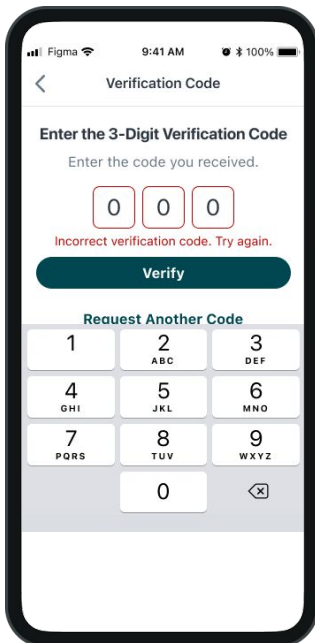 Figma 9:41 AM 100%
Verification Code
Enter the 3-Digit Verification Code
Enter the code you received.
0 0 0
Incorrect verification code. Try again.
Verify
Request Another Code
1 2 3
ABC DEF
4 5 6
GHI JKL MNO
7 8 9
PQRS TUV WXYZ
0